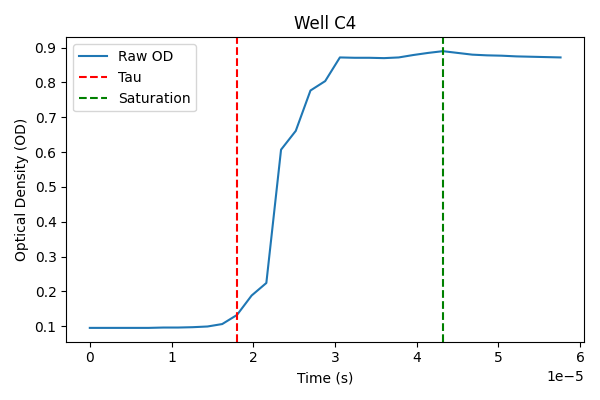 Well C4
Raw OD
Tau
Saturation
Optical Density (OD)
0.9
0.8
0.7
0.6
0.5
0.4
0.3
0.2
0.1
0 1 2 3 4 5 6
1e−5
Time (s)